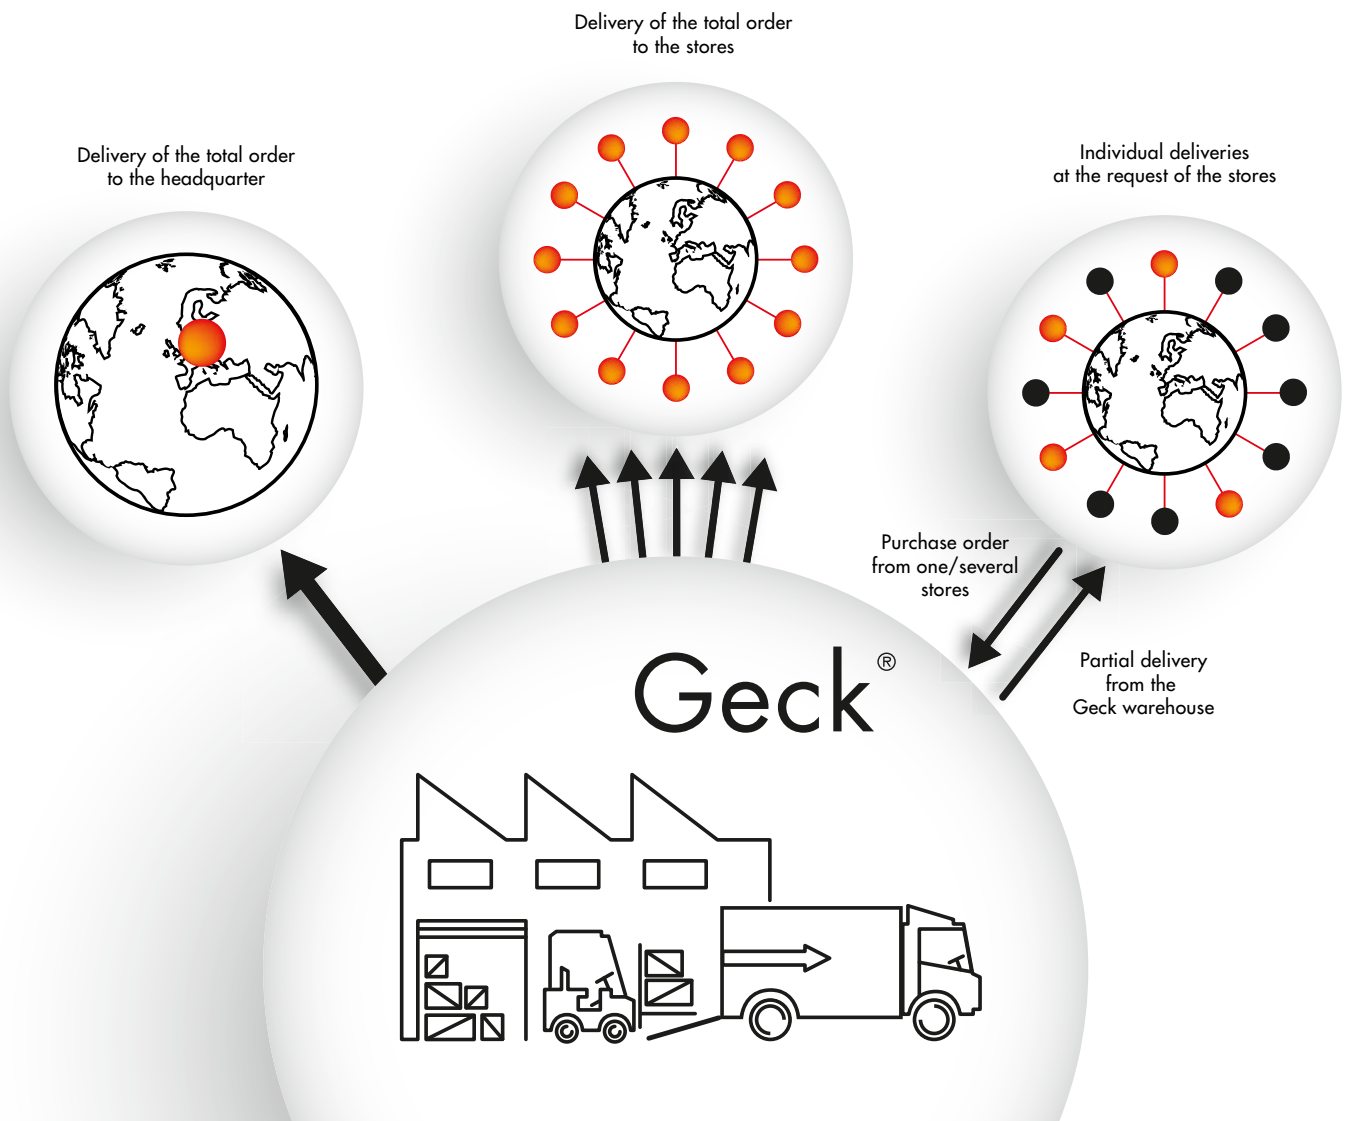 Delivery of the total order
to the stores
Delivery of the total order
to the headquarter
Individual deliveries
at the request of the stores
Purchase order
from one/several
stores
Partial delivery
from the
Geck warehouse
Geck®